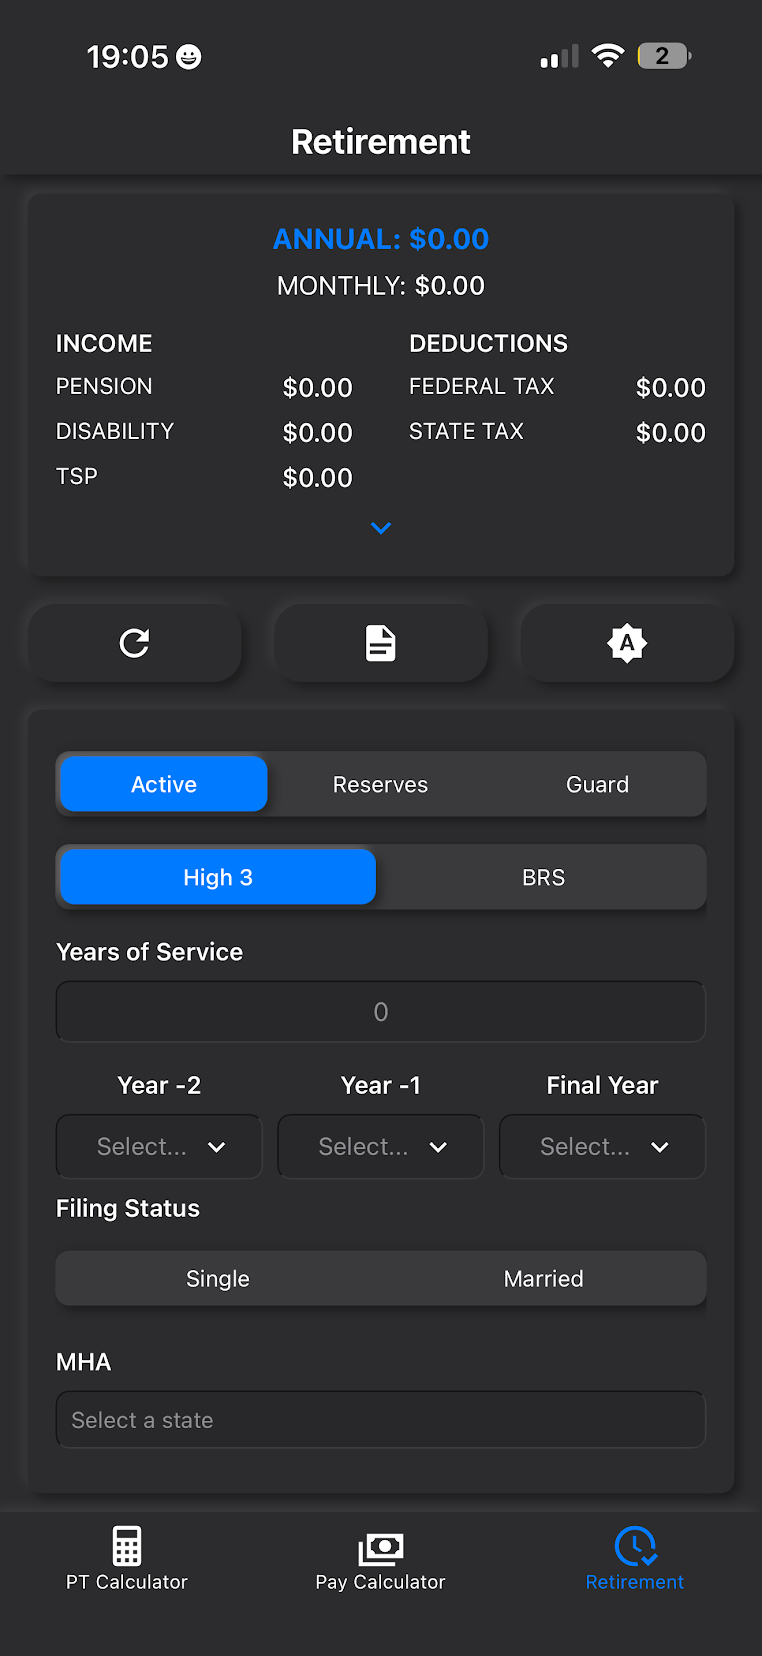 19:05
2
Retirement
ANNUAL: $0.00
MONTHLY: $0.00
INCOME
DEDUCTIONS
PENSION $0.00
FEDERAL TAX $0.00
DISABILITY $0.00
STATE TAX $0.00
TSP $0.00
A
Active Reserves Guard
High 3 BRS
Years of Service
0
Year -2 Year -1 Final Year
Select... Select... Select...
Filing Status
Single Married
MHA
Select a state
PT Calculator Pay Calculator Retirement